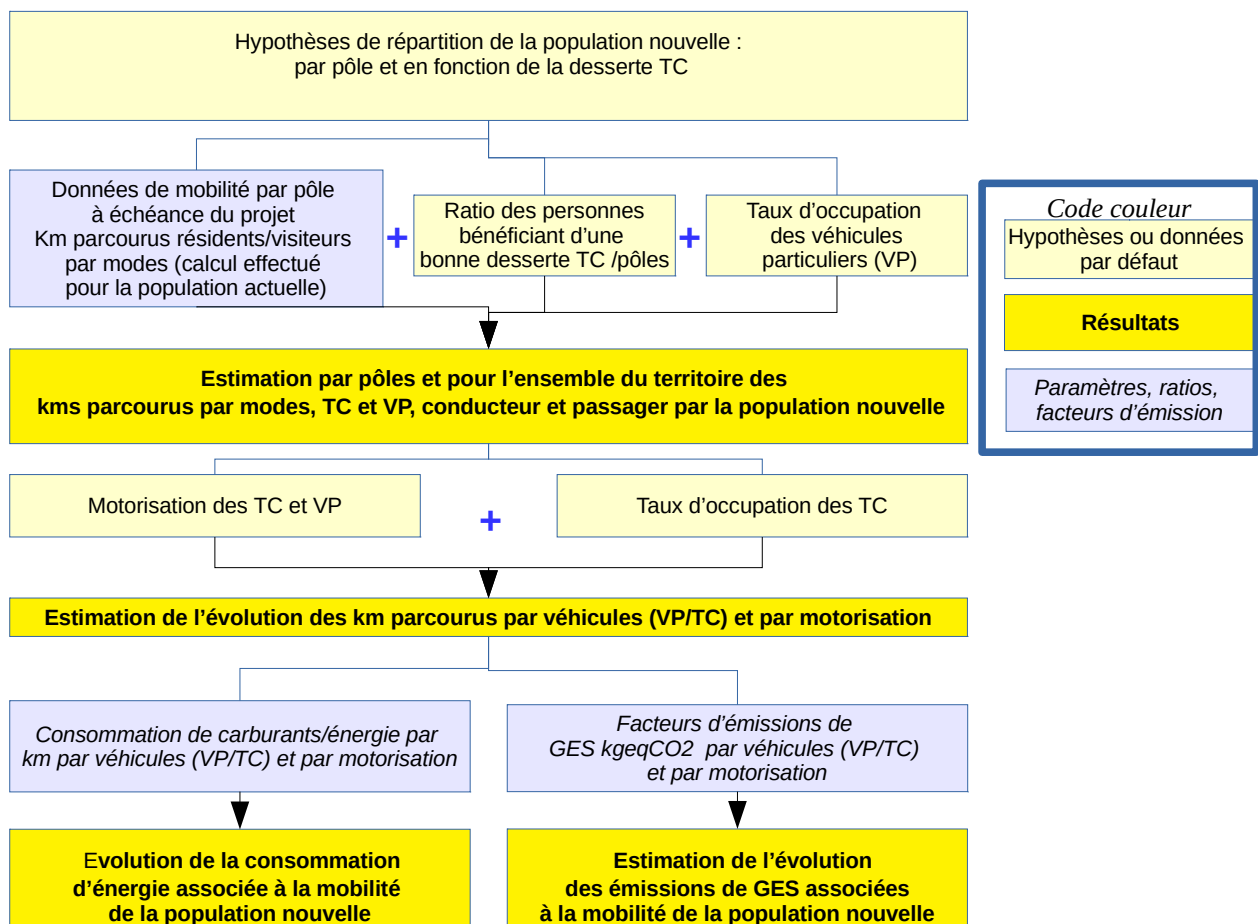 Hypothèses de répartition de la population nouvelle :
par pôle et en fonction de la desserte TC
Données de mobilité par pôle
à échéance du projet
Km parcourus résidents/visiteurs
par modes (calcul effectué
pour la population actuelle)
+
Ratio des personnes
bénéficiant d'une
bonne desserte TC /pôles
+
Taux d'occupation
des véhicules
particuliers (VP)
Code couleur
Hypothèses ou données
par défaut
Résultats
Paramètres, ratios,
facteurs d'émission
Estimation par pôles et pour l'ensemble du territoire des
kms parcourus par modes, TC et VP, conducteur et passager par la population nouvelle
Motorisation des TC et VP
+
Taux d'occupation des TC
Estimation de l'évolution des km parcourus par véhicules (VP/TC) et par motorisation
Consommation de carburants/énergie par
km par véhicules (VP/TC) et par motorisation
Facteurs d'émissions de
GES kgeqCO2 par véhicules (VP/TC)
et par motorisation
Evolution de la consommation
d'énergie associée à la mobilité
de la population nouvelle
Estimation de l'évolution
des émissions de GES associées
à la mobilité de la population nouvelle